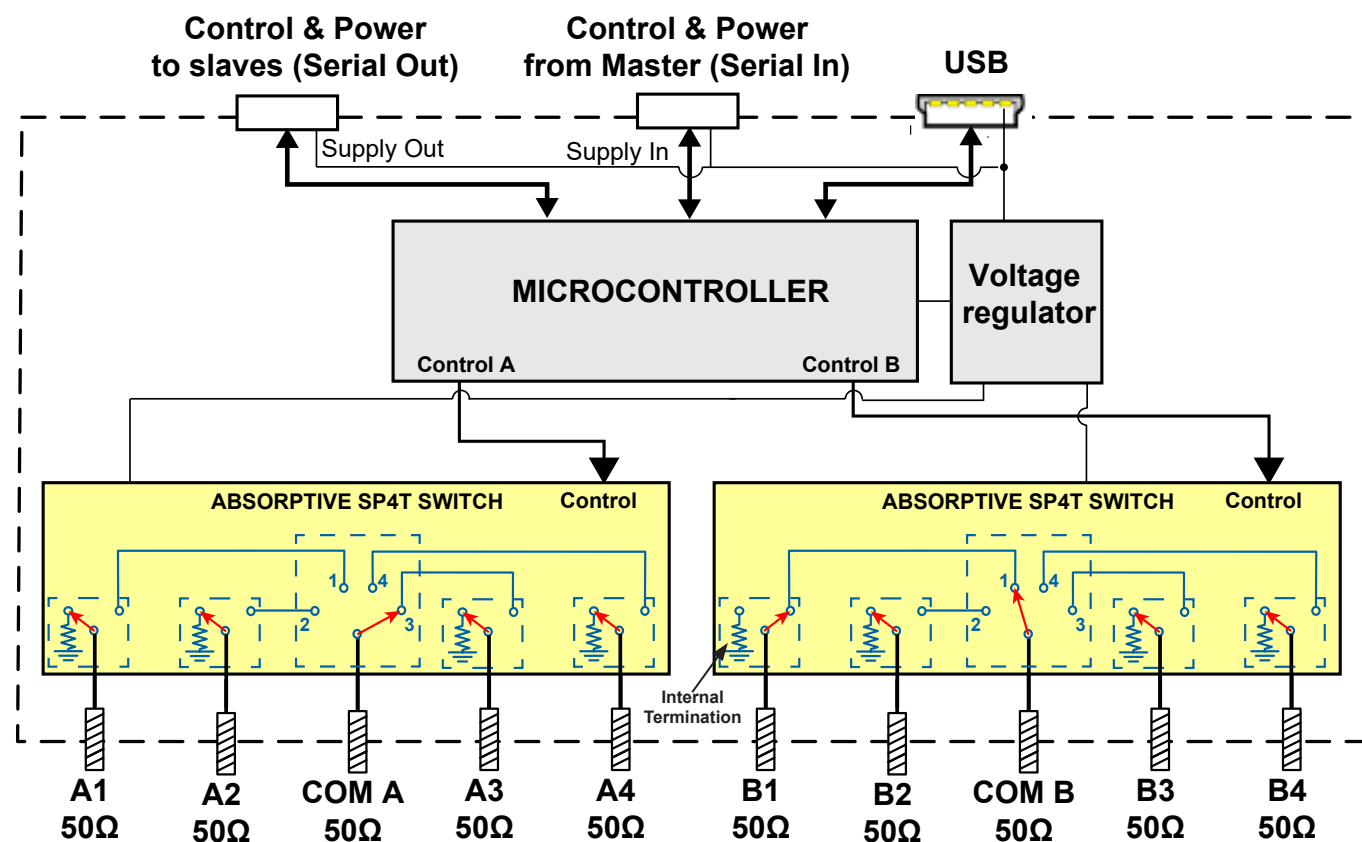 Control & Power
to slaves (Serial Out)
Control & Power
from Master (Serial In)
USB
Supply Out
Supply In
MICROCONTROLLER
Voltage
regulator
Control A
Control B
ABSORPTIVE SP4T SWITCH
Control
ABSORPTIVE SP4T SWITCH
Control
1
4
2
3
1
4
2
3
Internal
Termination
A1
A2
COM A
A3
A4
B1
B2
COM B
B3
B4
50Ω
50Ω
50Ω
50Ω
50Ω
50Ω
50Ω
50Ω
50Ω
50Ω